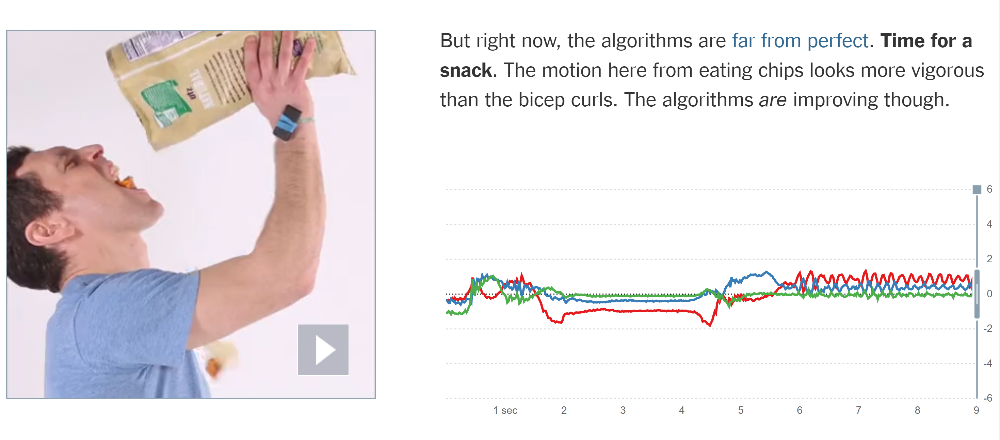 utz
But right now, the algorithms are far from perfect. Time for a
snack. The motion here from eating chips looks more vigorous
than the bicep curls. The algorithms are improving though.
6
4
2
0
-2
-4
-6
1 sec 2 3 4 5 6 7 8 9